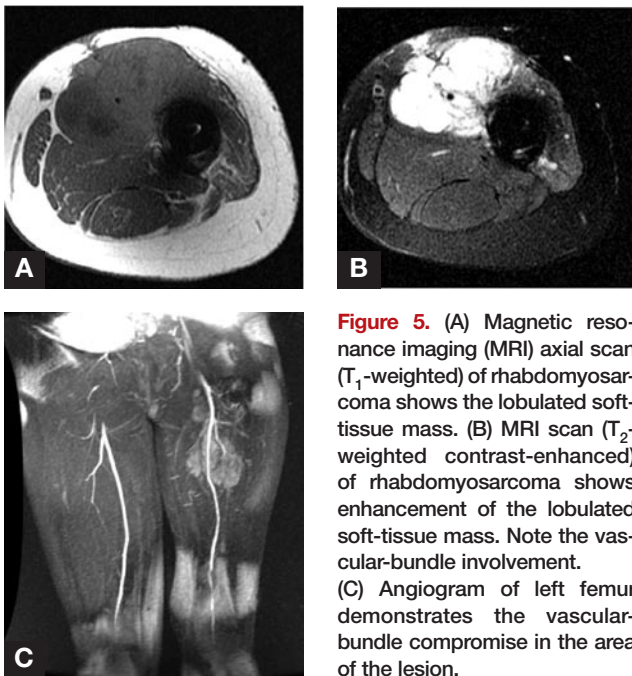 A
B
C
Figure 5. (A) Magnetic reso-
nance imaging (MRI) axial scan
(T1-weighted) of rhabdomyosar-
coma shows the lobulated soft-
tissue mass. (B) MRI scan (T2-
weighted contrast-enhanced)
of rhabdomyosarcoma shows
enhancement of the lobulated
soft-tissue mass. Note the vas-
cular-bundle involvement.
(C) Angiogram of left femur
demonstrates the vascular-
bundle compromise in the area
of the lesion.